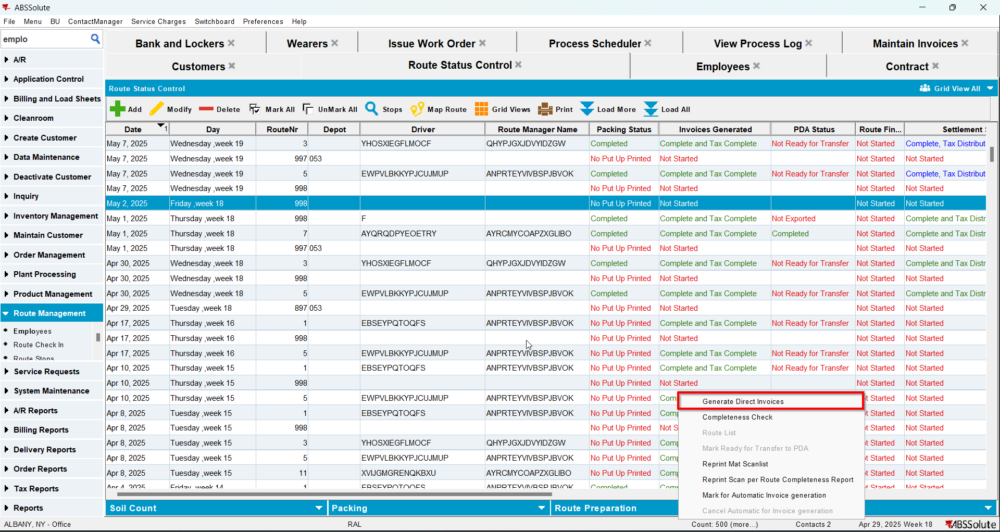 ABSSolute
File Menu BU ContactManager Service Charges Switchboard Preferences Help
emplo
Bank and Lockers Wearers Issue Work Order Process Scheduler View Process Log Maintain Invoices
Customers Route Status Control Employees Contract
Route Status Control Grid View All
Add Modify Delete Mark All UnMark All Stops Map Route Grid Views Print Load More Load All
A/R
Application Control
Billing and Load Sheets
Cleanroom
Create Customer
Data Maintenance
Deactivate Customer
Inquiry
Inventory Management
Maintain Customer
Order Management
Plant Processing
Product Management
Route Management
Employees
Route Check In
Route Stops
Service Requests
System Maintenance
A/R Reports
Billing Reports
Delivery Reports
Order Reports
Tax Reports
Reports
Date 1 Day RouteNr Depot Driver Route Manager Name Packing Status Invoices Generated PDA Status Route Fin... Settlement
May 7, 2025 Wednesday ,week 19 3 YHOSXIEGFLMOCF QHYPJGXJDVYIDZGW Completed Complete and Tax Complete Not Ready for Transfer Not Started Complete, Tax Distribut
May 7, 2025 Wednesday ,week 19 997 053 No Put Up Printed Not Started Not Started Not Started
May 7, 2025 Wednesday ,week 19 5 EWPVLBKKYPJCUJMUP ANPRTEYVIVBSPJBVOK Completed Complete and Tax Complete Not Ready for Transfer Not Started Complete, Tax Distribut
May 7, 2025 Wednesday ,week 19 998 No Put Up Printed Not Started Not Started Not Started
May 2, 2025 Friday ,week 18 998 No Put Up Printed Not Started Not Started Not Started
May 1, 2025 Thursday ,week 18 998 F Completed Complete and Tax Complete Not Exported Not Started Complete and Tax Distr
May 1, 2025 Thursday ,week 18 7 AYQRQDPYEOETRY AYRCMYCOAPZXGLIBO Completed Complete and Tax Complete Completed Not Started Complete and Tax Distr
May 1, 2025 Thursday ,week 18 997 053 No Put Up Printed Not Started Not Started Not Started
Apr 30, 2025 Wednesday ,week 18 3 YHOSXIEGFLMOCF QHYPJGXJDVYIDZGW Completed Complete and Tax Complete Not Ready for Transfer Not Started Complete and Tax Distr
Apr 30, 2025 Wednesday ,week 18 998 No Put Up Printed Not Started Not Started Not Started
Apr 30, 2025 Wednesday ,week 18 5 EWPVLBKKYPJCUJMUP ANPRTEYVIVBSPJBVOK Completed Complete and Tax Complete Not Ready for Transfer Not Started Complete and Tax Distr
Apr 29, 2025 Tuesday ,week 18 897 053 No Put Up Printed Not Started Not Started Not Started
Apr 17, 2025 Thursday ,week 16 1 EBSEYPQTOQFS ANPRTEYVIVBSPJBVOK No Put Up Printed Complete and Tax Complete Not Ready for Transfer Not Started Not Started
Apr 17, 2025 Thursday ,week 16 998 No Put Up Printed Not Started Not Started Not Started
Apr 17, 2025 Thursday ,week 16 5 EWPVLBKKYPJCUJMUP ANPRTEYVIVBSPJBVOK No Put Up Printed Complete and Tax Complete Not Ready for Transfer Not Started Not Started
Apr 10, 2025 Thursday ,week 15 1 EBSEYPQTOQFS ANPRTEYVIVBSPJBVOK No Put Up Printed Complete and Tax Complete Not Ready for Transfer Not Started Not Started
Apr 10, 2025 Thursday ,week 15 998 No Put Up Printed Not Started Not Started Not Started
Apr 10, 2025 Thursday ,week 15 5 EWPVLBKKYPJCUJMUP ANPRTEYVIVBSPJBVOK No Put Up Printed Com t Started Not Started
Apr 8, 2025 Tuesday ,week 15 1 EBSEYPQTOQFS ANPRTEYVIVBSPJBVOK No Put Up Printed Com t Started Not Started
Apr 8, 2025 Tuesday ,week 15 998 No Put Up Printed Not S t Started Not Started
Apr 8, 2025 Tuesday ,week 15 3 YHOSXIEGFLMOCF QHYPJGXJDVYIDZGW No Put Up Printed Com t Started Not Started
Apr 8, 2025 Tuesday ,week 15 5 EWPVLBKKYPJCUJMUP ANPRTEYVIVBSPJBVOK No Put Up Printed Com t Started Not Started
Apr 8, 2025 Tuesday ,week 15 11 XVIJGMGRENQKBXU AYRCMYCOAPZXGLIBO No Put Up Printed Com t Started Not Started
Apr 4, 2025 Friday ,week 14 1 EBSEYPQTOQFS ANPRTEYVIVBSPJBVOK Completed Com t Started Not Started
Generate Direct Invoices
Completeness Check
Route List
Mark Ready for Transfer to PDA
Reprint Mat Scanlist
Reprint Scan per Route Completeness Report
Mark for Automatic Invoice generation
Cancel Automatic for Invoice generation
Soil Count Packing Route Preparation
ALBANY, NY - Office RAL Count: 500 (more...) Contacts 2 Apr 29, 2025 Week 18 ABSSolute